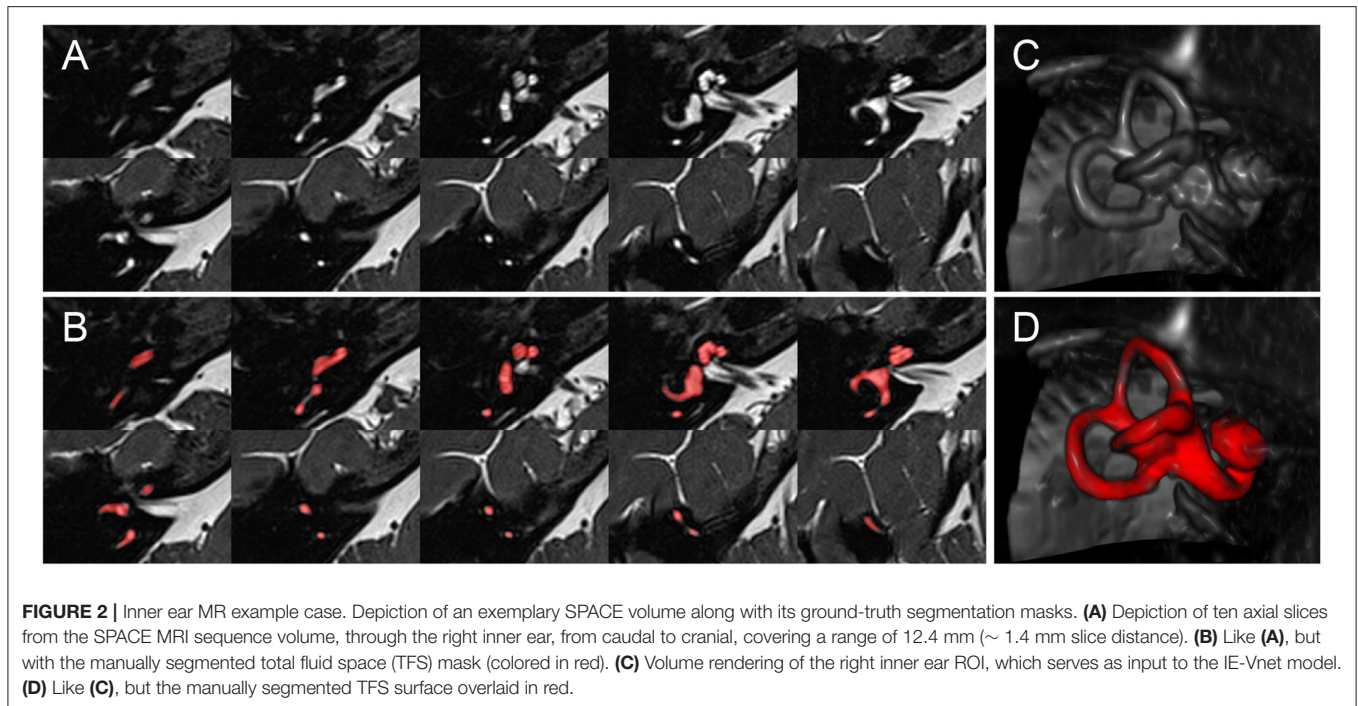 A
C
B
D
FIGURE 2 | Inner ear MR example case. Depiction of an exemplary SPACE volume along with its ground-truth segmentation masks. (A) Depiction of ten axial slices
from the SPACE MRI sequence volume, through the right inner ear, from caudal to cranial, covering a range of 12.4 mm (~ 1.4 mm slice distance). (B) Like (A), but
with the manually segmented total fluid space (TFS) mask (colored in red). (C) Volume rendering of the right inner ear ROI, which serves as input to the IE-Vnet model.
(D) Like (C), but the manually segmented TFS surface overlaid in red.